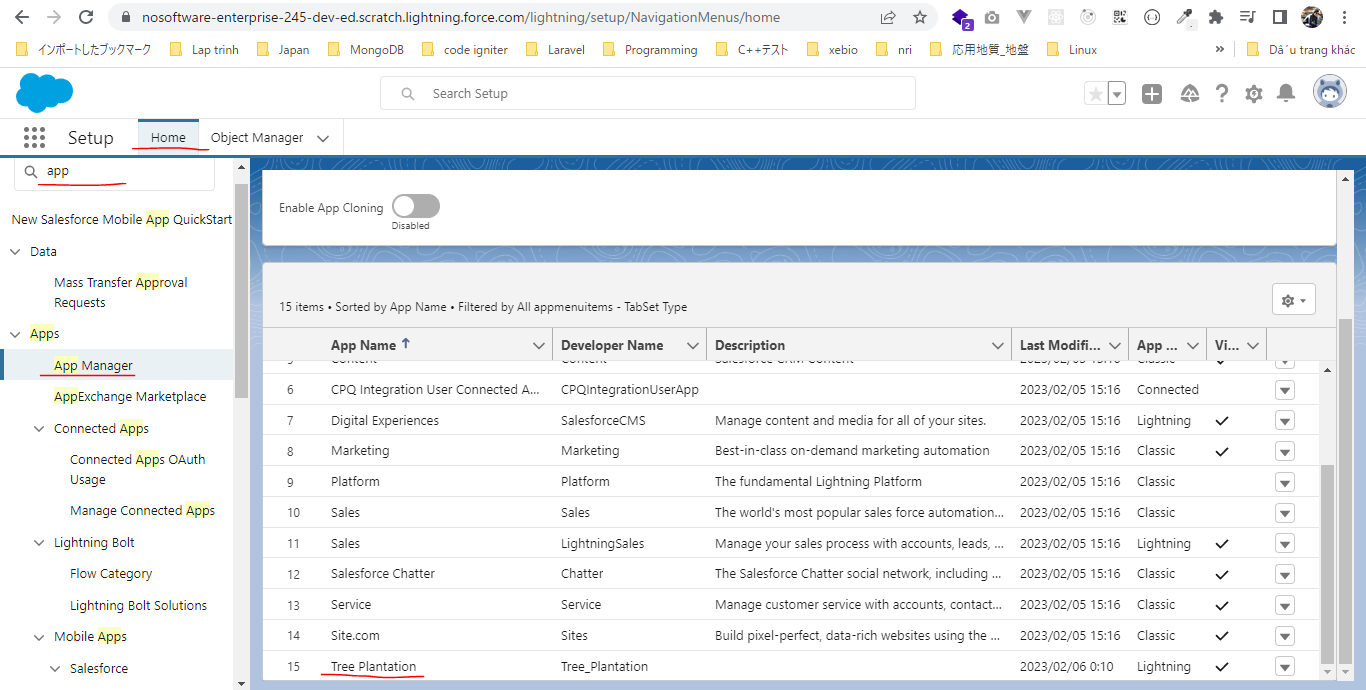 nosoftware-enterprise-245-dev-ed.scratch.lightning.force.com/lightning/setup/NavigationMenus/home
2
インポートしたブックマーク Lap trinh Japan MongoDB code igniter Laravel Programming C++テスト xebio nri 応用地質_地盤 Linux » Dấu trang khác
Search Setup
Setup Home Object Manager
app
New Salesforce Mobile App QuickStart
Data
Mass Transfer Approval
Requests
Apps
App Manager
AppExchange Marketplace
Connected Apps
Connected Apps OAuth
Usage
Manage Connected Apps
Lightning Bolt
Flow Category
Lightning Bolt Solutions
Mobile Apps
Salesforce
Enable App Cloning
Disabled
15 items • Sorted by App Name • Filtered by All appmenuitems - TabSet Type
App Name ↑ Developer Name Description Last Modifi... App ... Vi...
5 Content Content Salesforce CRM Content 2023/02/05 15:16 Classic
6 CPQ Integration User Connected A... CPQIntegrationUserApp 2023/02/05 15:16 Connected
7 Digital Experiences SalesforceCMS Manage content and media for all of your sites. 2023/02/05 15:16 Lightning
8 Marketing Marketing Best-in-class on-demand marketing automation 2023/02/05 15:16 Classic
9 Platform Platform The fundamental Lightning Platform 2023/02/05 15:16 Classic
10 Sales Sales The world's most popular sales force automation... 2023/02/05 15:16 Classic
11 Sales LightningSales Manage your sales process with accounts, leads, ... 2023/02/05 15:16 Lightning
12 Salesforce Chatter Chatter The Salesforce Chatter social network, including ... 2023/02/05 15:16 Classic
13 Service Service Manage customer service with accounts, contact... 2023/02/05 15:16 Classic
14 Site.com Sites Build pixel-perfect, data-rich websites using the ... 2023/02/05 15:16 Classic
15 Tree Plantation Tree_Plantation 2023/02/06 0:10 Lightning